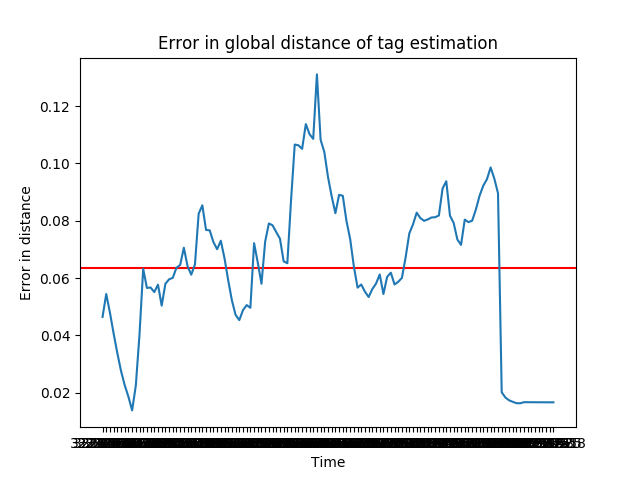 Error in global distance of tag estimation
0.12
0.10
0.08
0.06
0.04
0.02
Error in distance
Time